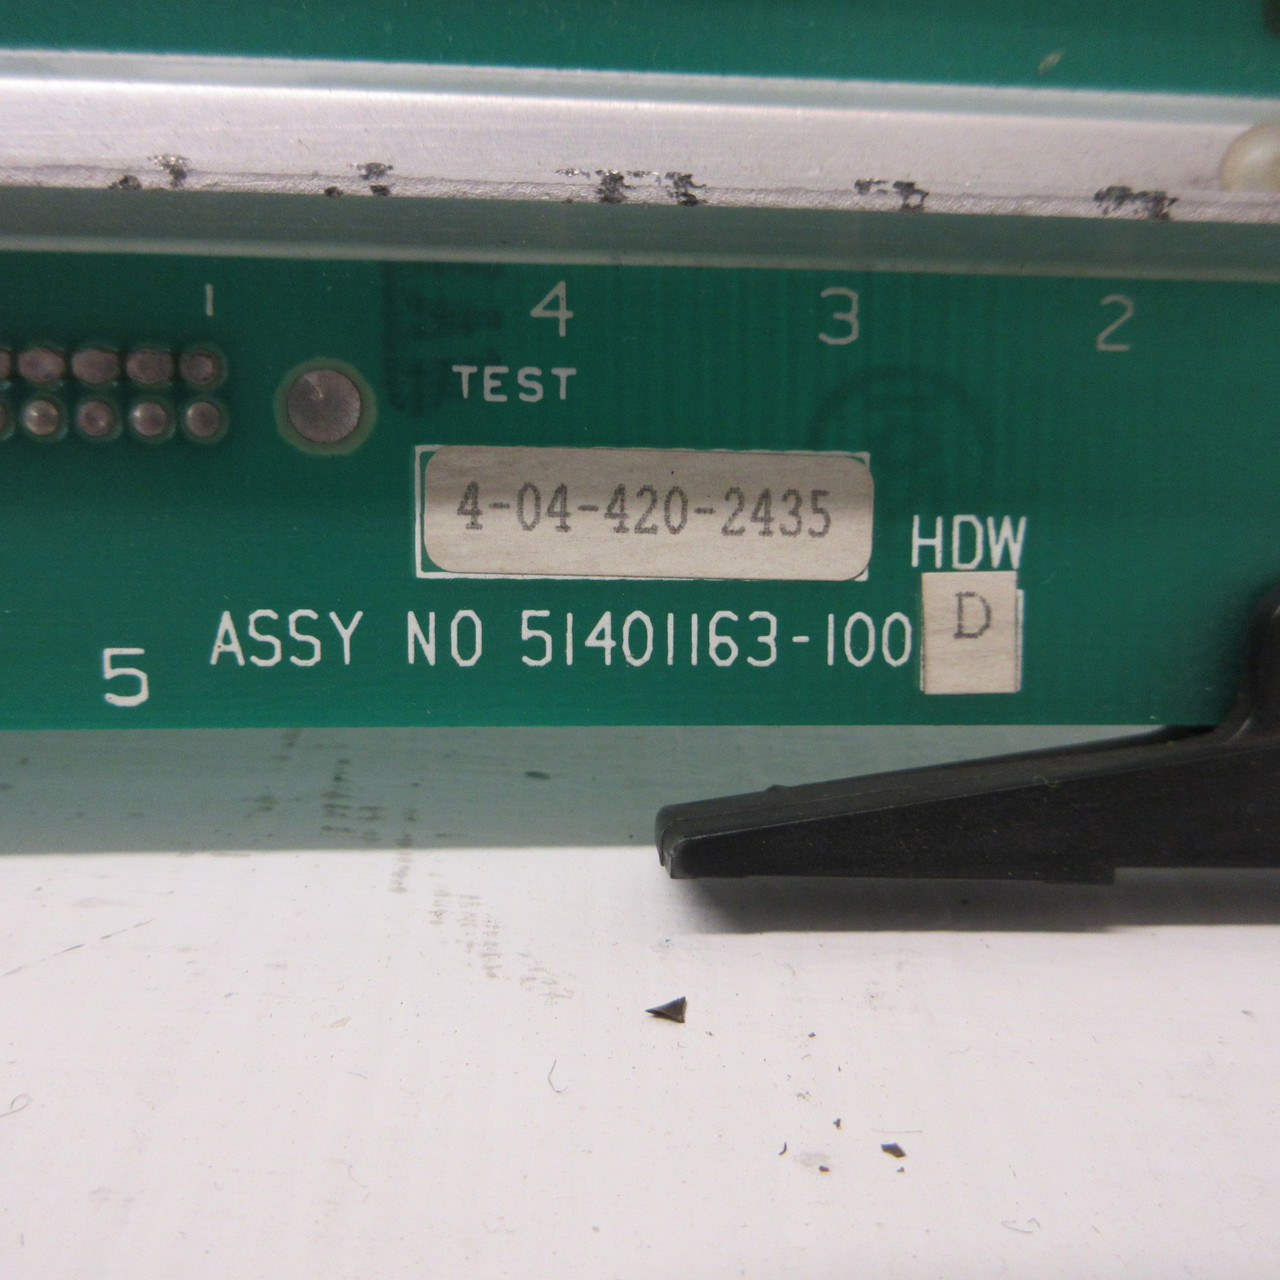 1 4 3 2
TEST
4-04-420-2435
HDW
D
ASSY NO 51401163-100
5